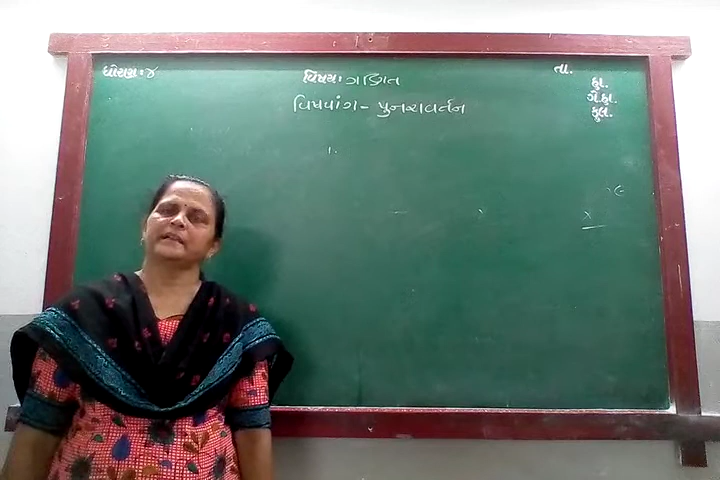 ધોરણ: ૪
વિષય: ગણિત
વિષયાંગ - પુનરાવર્તન
તા.
હા.
ગે.હા.
કુલ.